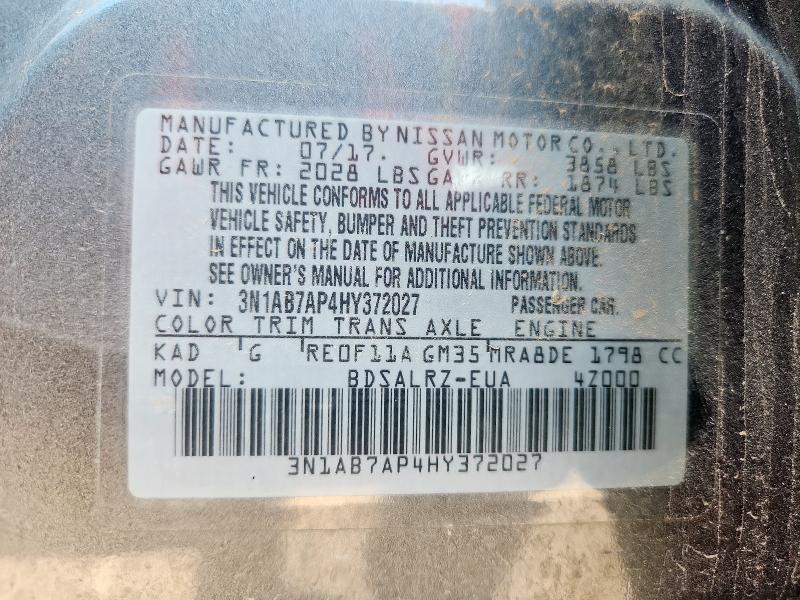 MANUFACTURED BY NISSAN MOTOR CO., LTD.
DATE: 07/17. GVWR: 3858 LBS
GAWR FR: 2028 LBS GAWR RR: 1874 LBS
THIS VEHICLE CONFORMS TO ALL APPLICABLE FEDERAL MOTOR
VEHICLE SAFETY, BUMPER AND THEFT PREVENTION STANDARDS
IN EFFECT ON THE DATE OF MANUFACTURE SHOWN ABOVE.
SEE OWNER'S MANUAL FOR ADDITIONAL INFORMATION.
VIN: 3N1AB7AP4HY372027 PASSENGER CAR.
COLOR TRIM TRANS AXLE ENGINE
KAD G RE0F11A GM35 MRA8DE 1798 CC
MODEL: BDSALRZ-EUA 4Z000
3N1AB7AP4HY372027